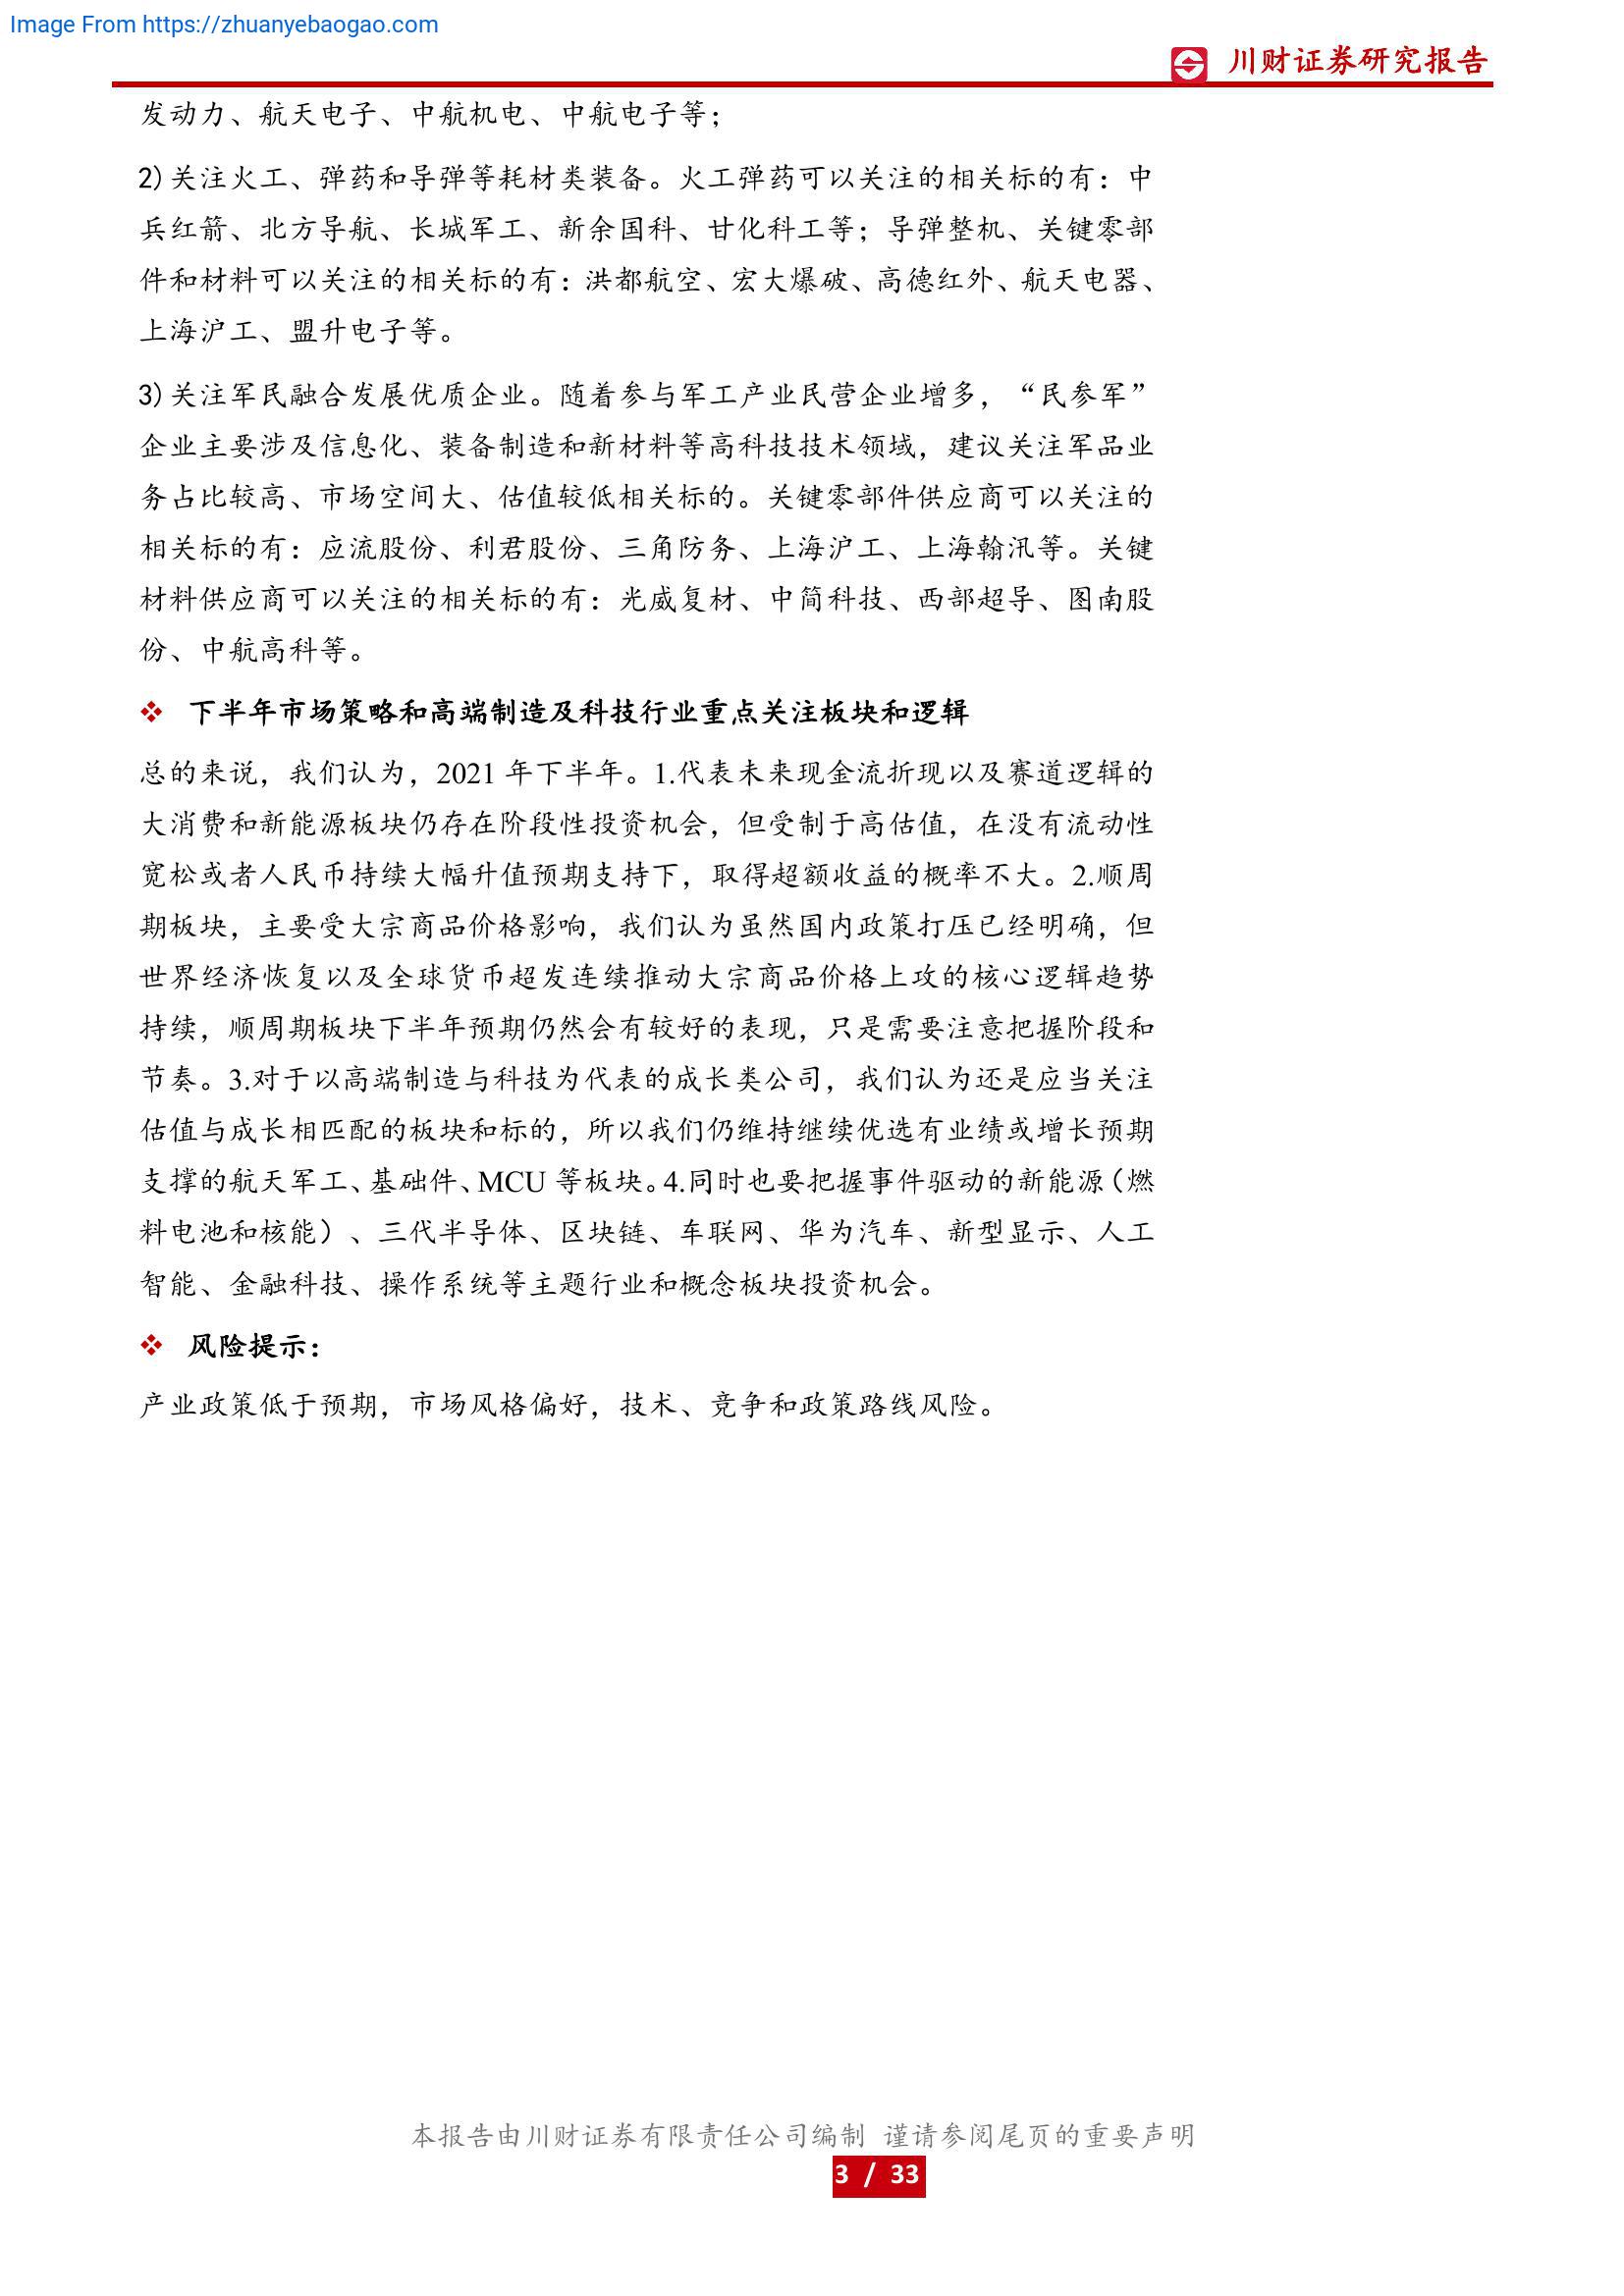 Image From https://zhuanyebaogao.com
川财证券研究报告
发动力、航天电子、中航机电、中航电子等；
2)关注火工、弹药和导弹等耗材类装备。火工弹药可以关注的相关标的有：中
兵红箭、北方导航、长城军工、新余国科、甘化科工等；导弹整机、关键零部
件和材料可以关注的相关标的有：洪都航空、宏大爆破、高德红外、航天电器、
上海沪工、盟升电子等。
3)关注军民融合发展优质企业。随着参与军工产业民营企业增多，“民参军”
企业主要涉及信息化、装备制造和新材料等高科技技术领域，建议关注军品业
务占比较高、市场空间大、估值较低相关标的。关键零部件供应商可以关注的
相关标的有：应流股份、利君股份、三角防务、上海沪工、上海翰汛等。关键
材料供应商可以关注的相关标的有：光威复材、中简科技、西部超导、图南股
份、中航高科等。
❖ 下半年市场策略和高端制造及科技行业重点关注板块和逻辑
总的来说，我们认为，2021 年下半年。1.代表未来现金流折现以及赛道逻辑的
大消费和新能源板块仍存在阶段性投资机会，但受制于高估值，在没有流动性
宽松或者人民币持续大幅升值预期支持下，取得超额收益的概率不大。2.顺周
期板块，主要受大宗商品价格影响，我们认为虽然国内政策打压已经明确，但
世界经济恢复以及全球货币超发连续推动大宗商品价格上攻的核心逻辑趋势
持续，顺周期板块下半年预期仍然会有较好的表现，只是需要注意把握阶段和
节奏。3.对于以高端制造与科技为代表的成长类公司，我们认为还是应当关注
估值与成长相匹配的板块和标的，所以我们仍维持继续优选有业绩或增长预期
支撑的航天军工、基础件、MCU 等板块。4.同时也要把握事件驱动的新能源（燃
料电池和核能）、三代半导体、区块链、车联网、华为汽车、新型显示、人工
智能、金融科技、操作系统等主题行业和概念板块投资机会。
❖ 风险提示：
产业政策低于预期，市场风格偏好，技术、竞争和政策路线风险。
本报告由川财证券有限责任公司编制 谨请参阅尾页的重要声明
3 / 33